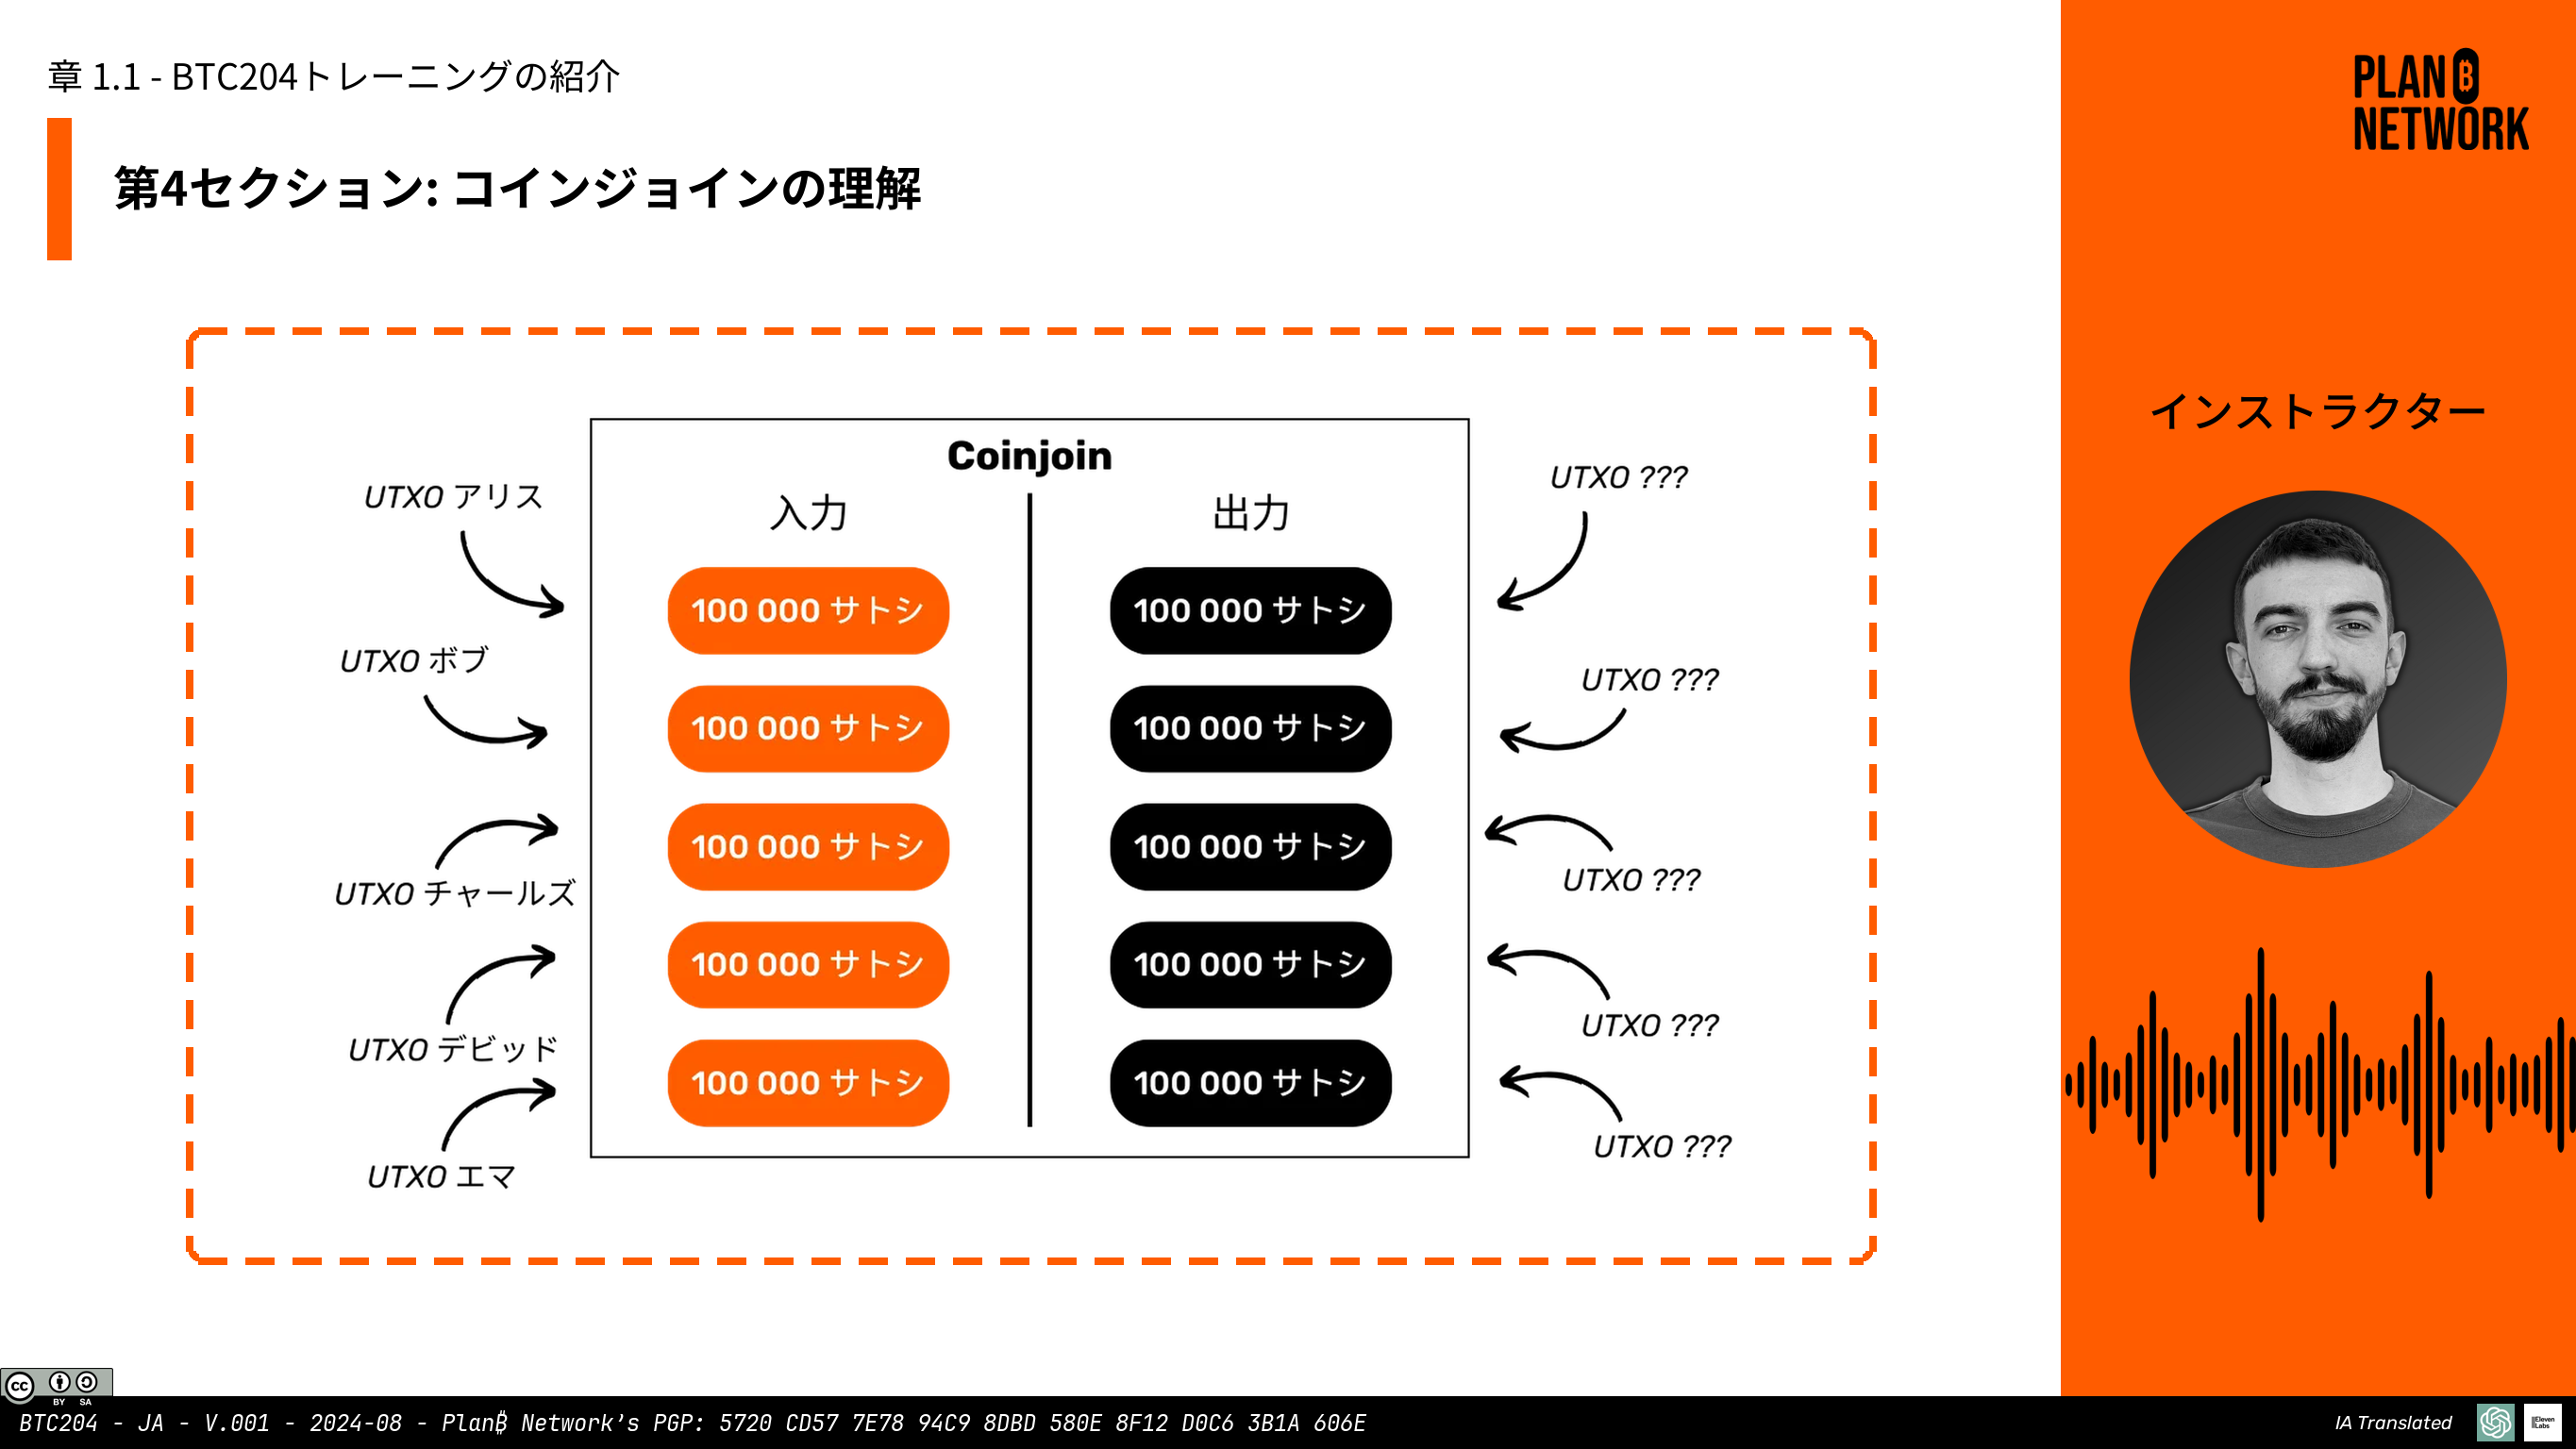 章 1.1 - BTC204トレーニングの紹介
第4セクション: コインジョインの理解
PLAN ₿
NETWORK
インストラクター
Coinjoin
入力
出力
UTXO アリス
UTXO ボブ
UTXO チャールズ
UTXO デビッド
UTXO エマ
100 000 サトシ
100 000 サトシ
100 000 サトシ
100 000 サトシ
100 000 サトシ
100 000 サトシ
100 000 サトシ
100 000 サトシ
100 000 サトシ
100 000 サトシ
UTXO ???
UTXO ???
UTXO ???
UTXO ???
UTXO ???
cc
BY SA
BTC204 - JA - V.001 - 2024-08 - Plan₿ Network’s PGP: 5720 CD57 7E78 94C9 8DBD 580E 8F12 D0C6 3B1A 606E
IA Translated
ElevenLabs